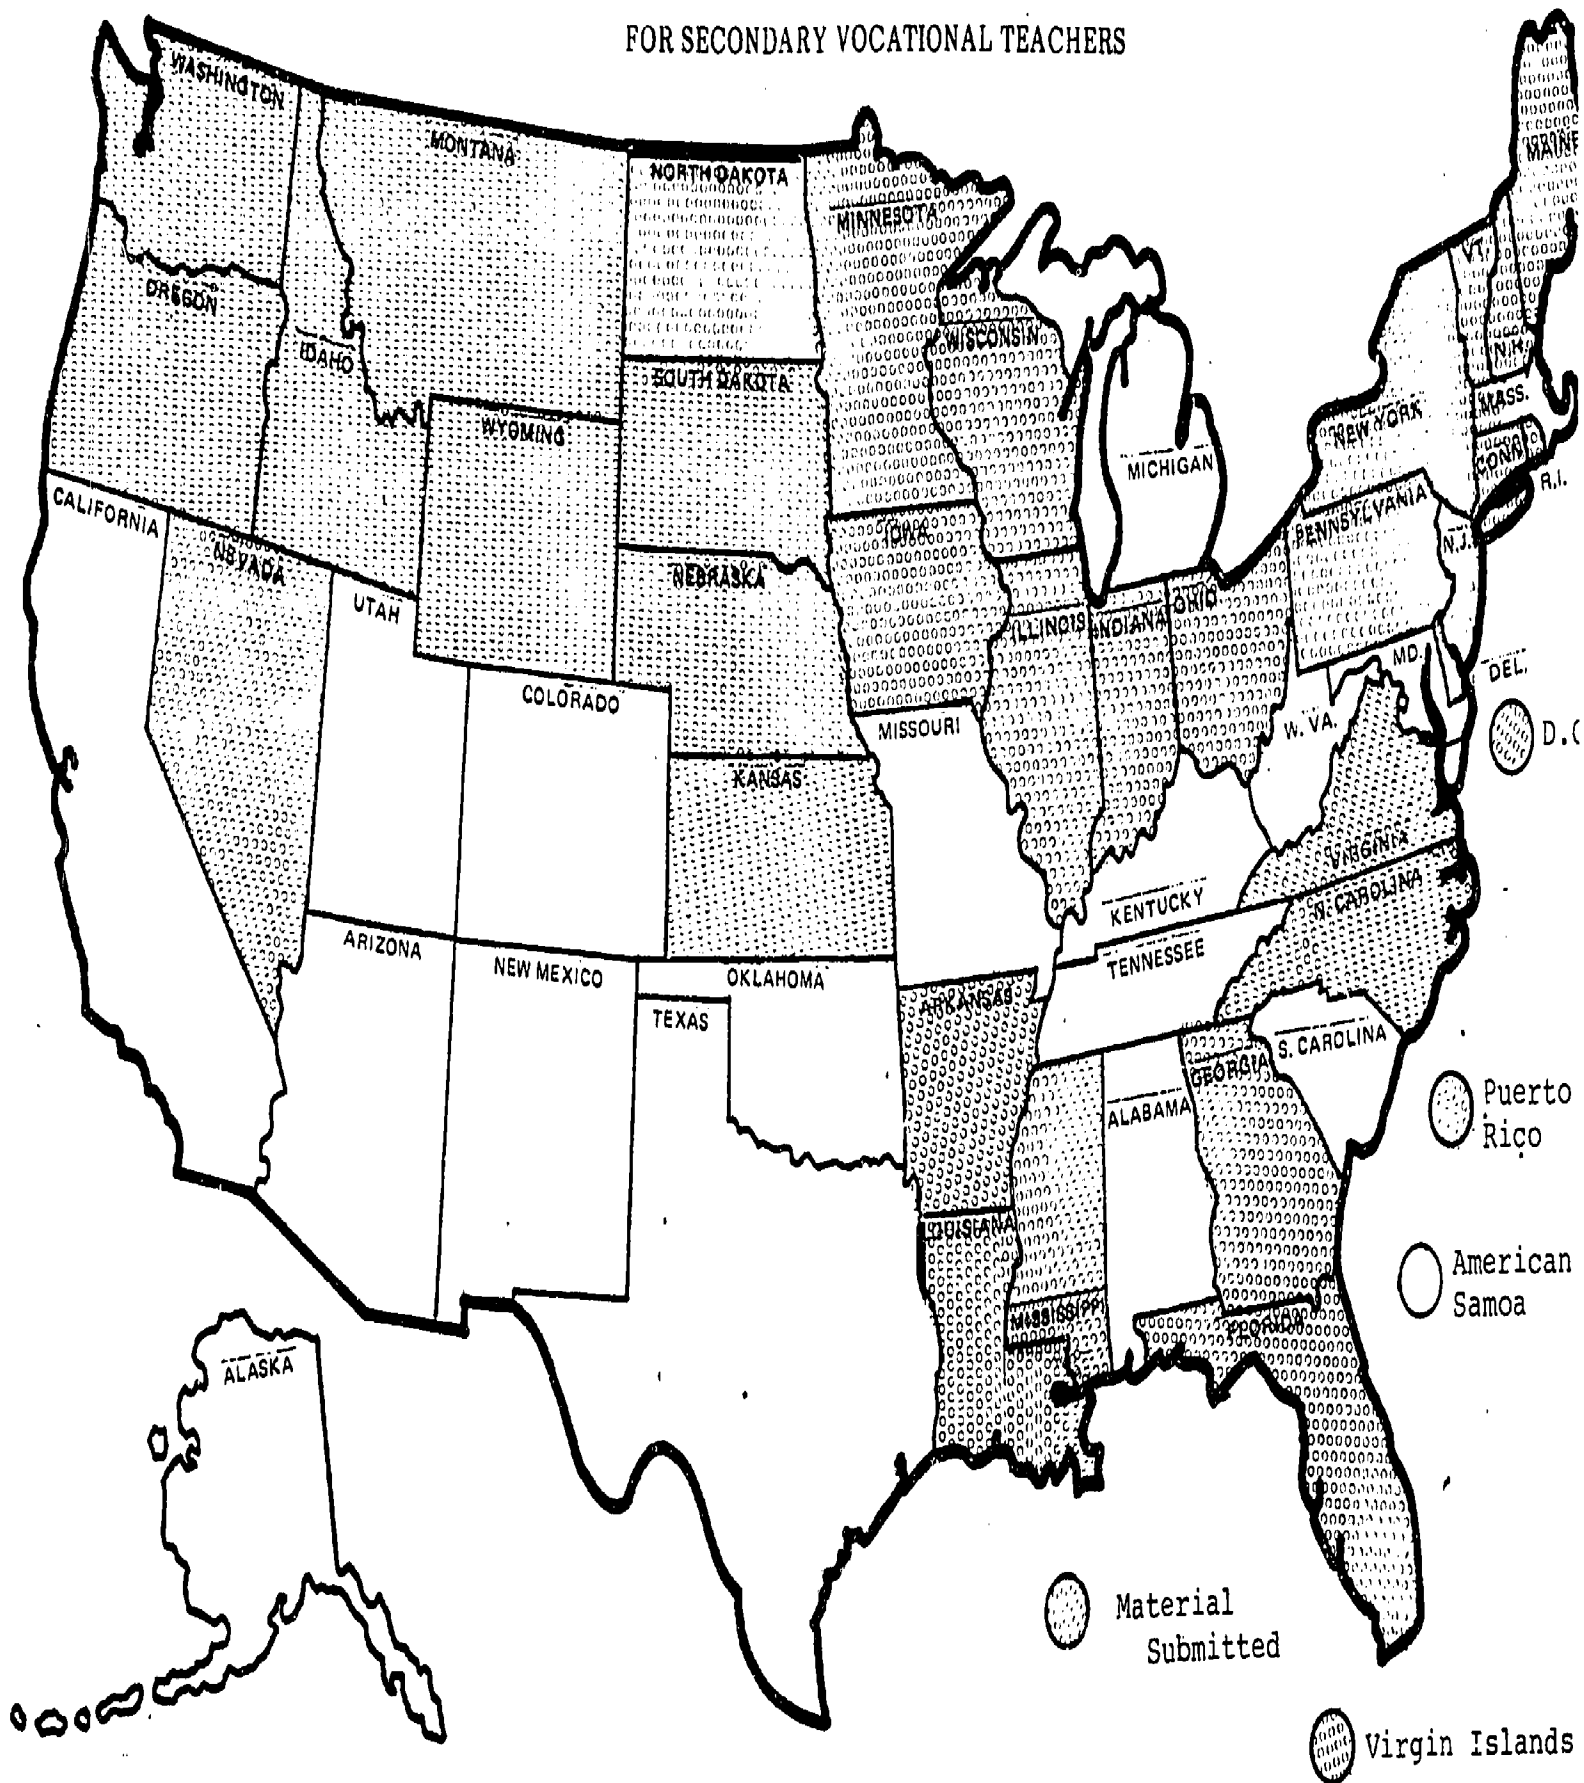 FOR SECONDARY VOCATIONAL TEACHERS
WASHINGTON
MONTANA
NORTH DAKOTA
MINNESOTA
MAINE
VT.
N.H.
OREGON
IDAHO
WISCONSIN
SOUTH DAKOTA
WYOMING
NEW YORK
MASS.
CONN
R.I.
MICHIGAN
CALIFORNIA
NEVADA
IOWA
PENNSYLVANIA
N.J.
UTAH
NEBRASKA
ILLINOIS
INDIANA
OHIO
MD.
DEL.
COLORADO
MISSOURI
W. VA.
D.C
KANSAS
VIRGINIA
KENTUCKY
N. CAROLINA
ARIZONA
NEW MEXICO
OKLAHOMA
TENNESSEE
TEXAS
ARKANSAS
S. CAROLINA
GEORGIA
ALABAMA
Puerto
Rico
LOUISIANA
American
Samoa
MISSISSIPPI
FLORIDA
ALASKA
Material
Submitted
Virgin Islands